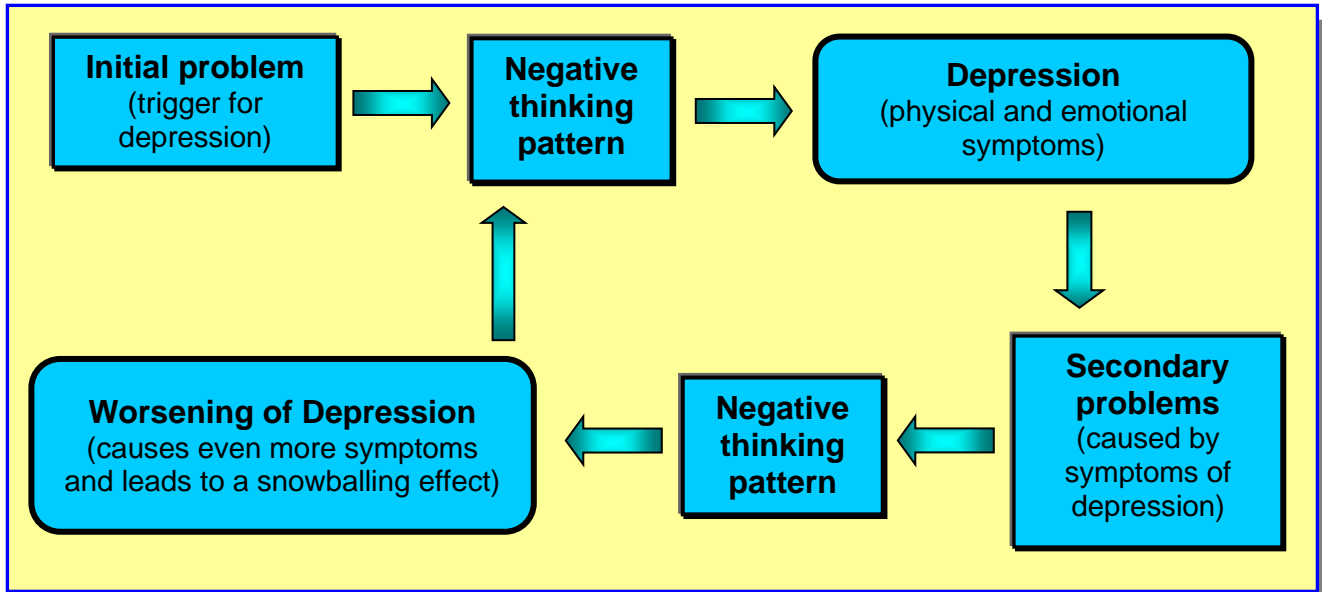 Initial problem
(trigger for
depression)
Negative
thinking
pattern
Depression
(physical and emotional
symptoms)
Secondary
problems
(caused by
symptoms of
depression)
Negative
thinking
pattern
Worsening of Depression
(causes even more symptoms
and leads to a snowballing effect)